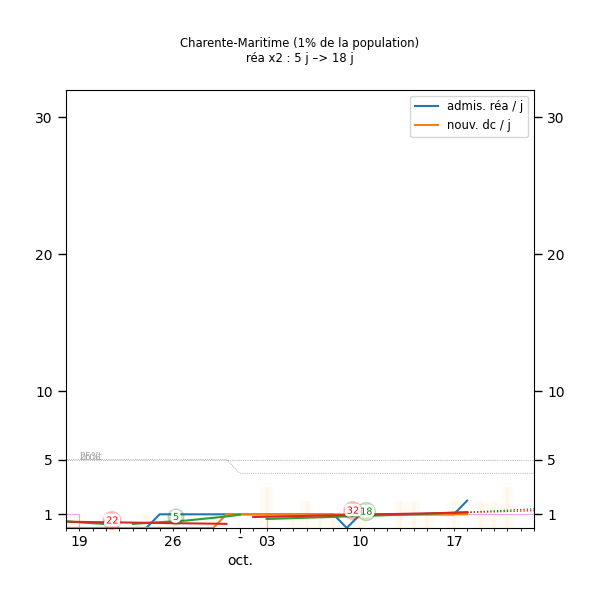 Charente-Maritime (1% de la population)
réa x2 : 5 j –> 18 j
admis. réa / j
nouv. dc / j
30 30
20 20
10 10
5 5
1 1
22 5 32 18
19 26 - 03 10 17
oct.